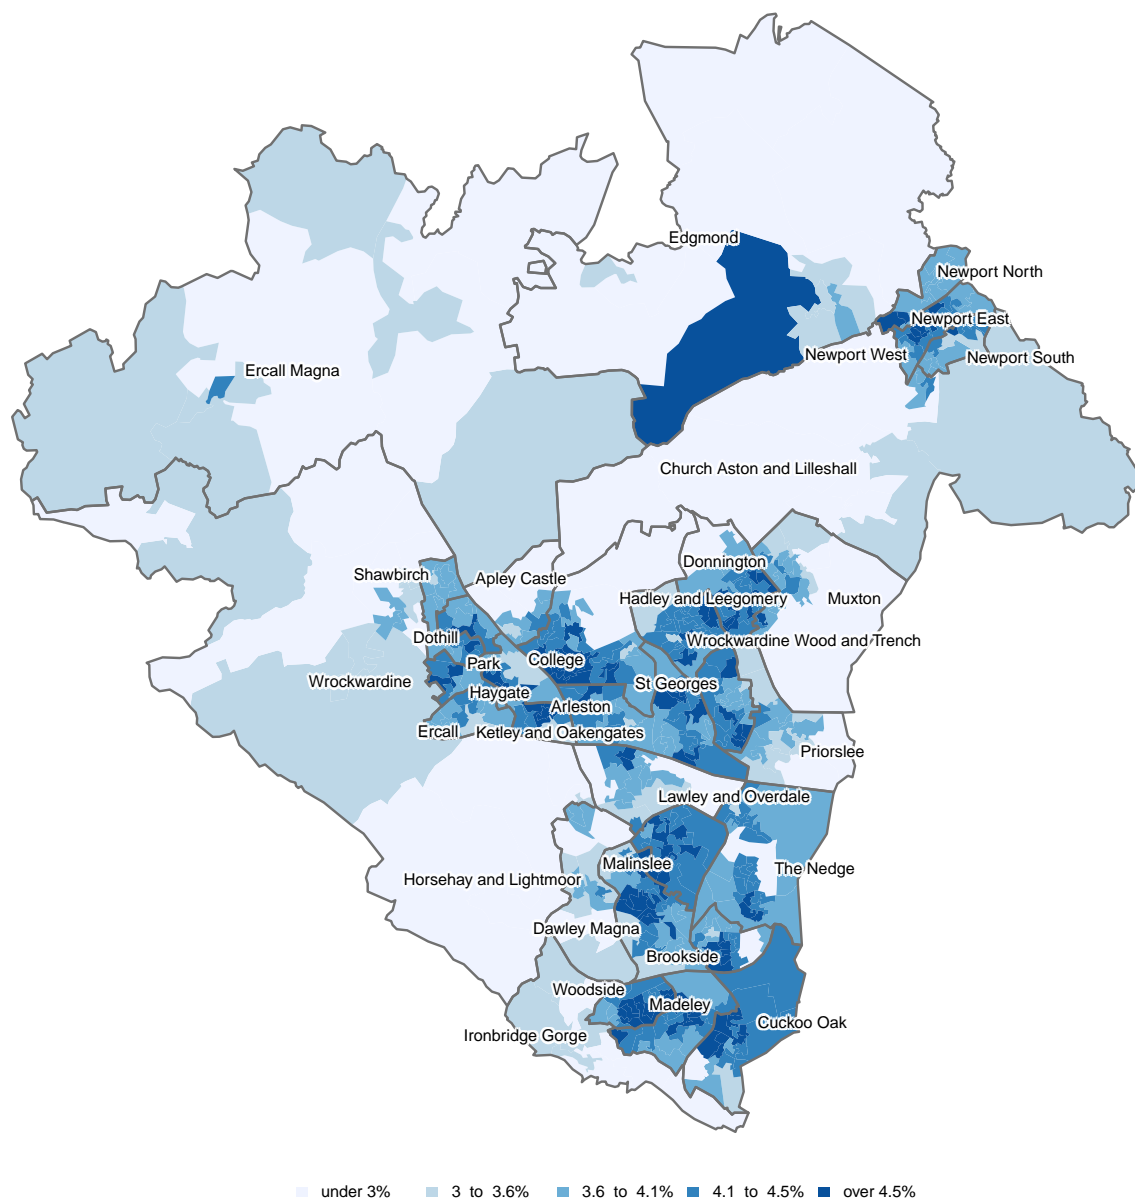 Edgmond
Newport North
Newport East
Newport West
Newport South
Ercall Magna
Church Aston and Lilleshall
Donnington
Shawbirch
Apley Castle
Hadley and Leegomery
Muxton
Dothill
Wrockwardine Wood and Trench
Park
College
Wrockwardine
St Georges
Haygate
Arleston
Ercall
Ketley and Oakengates
Priorslee
Lawley and Overdale
Malinslee
The Nedge
Horsehay and Lightmoor
Dawley Magna
Brookside
Woodside
Madeley
Cuckoo Oak
Ironbridge Gorge
under 3% 3 to 3.6% 3.6 to 4.1% 4.1 to 4.5% over 4.5%